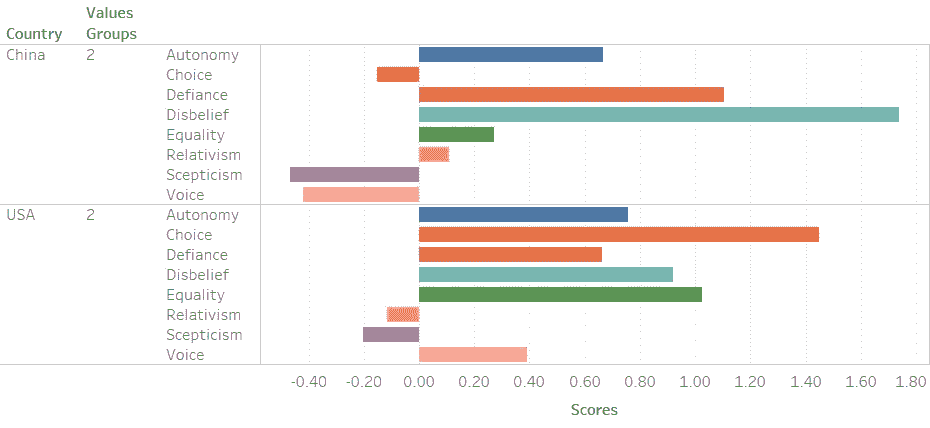 Values
Country Groups
China 2 Autonomy
Choice
Defiance
Disbelief
Equality
Relativism
Scepticism
Voice
USA 2 Autonomy
Choice
Defiance
Disbelief
Equality
Relativism
Scepticism
Voice
-0.40 -0.20 0.00 0.20 0.40 0.60 0.80 1.00 1.20 1.40 1.60 1.80
Scores